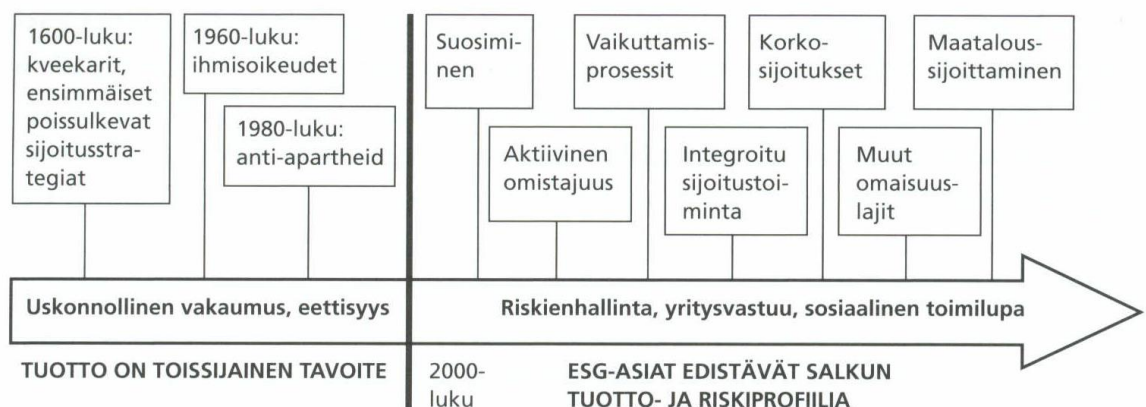 1600-luku:
kveekarit,
ensimmäiset
poissulkevat
sijoitusstra-
tegiat
1960-luku:
ihmisoikeudet
1980-luku:
anti-apartheid
Suosimi-
nen
Aktiivinen
omistajuus
Vaikuttamis-
prosessit
Integroitu
sijoitustoi-
minta
Korko-
sijoitukset
Muut
omaisuus-
lajit
Maatalous-
sijoittaminen
Uskonnollinen vakaumus, eettisyys
Riskienhallinta, yritysvastuu, sosiaalinen toimilupa
TUOTTO ON TOISSIJAINEN TAVOITE
2000-
luku
ESG-ASIAT EDISTÄVÄT SALKUN
TUOTTO- JA RISKIPROFIILIA